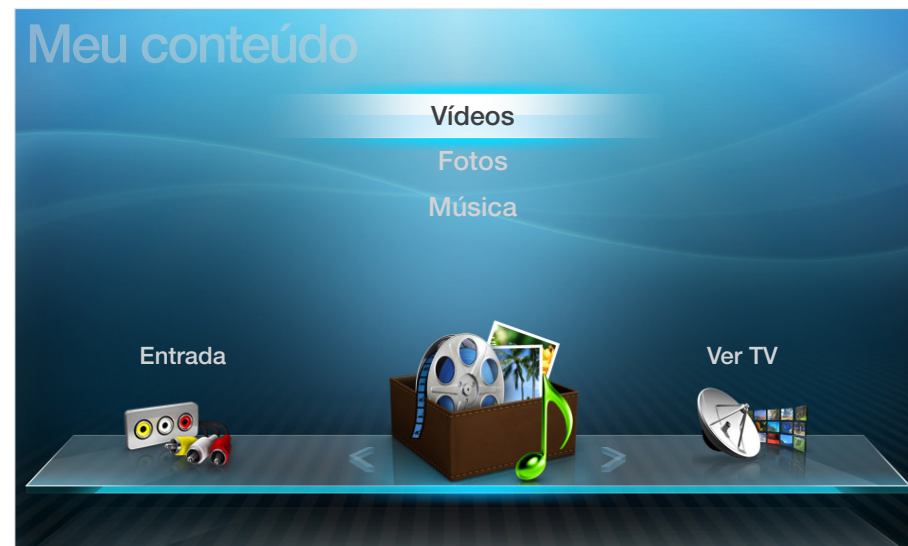 Meu conteúdo
Vídeos
Fotos
Música
Entrada
Ver TV